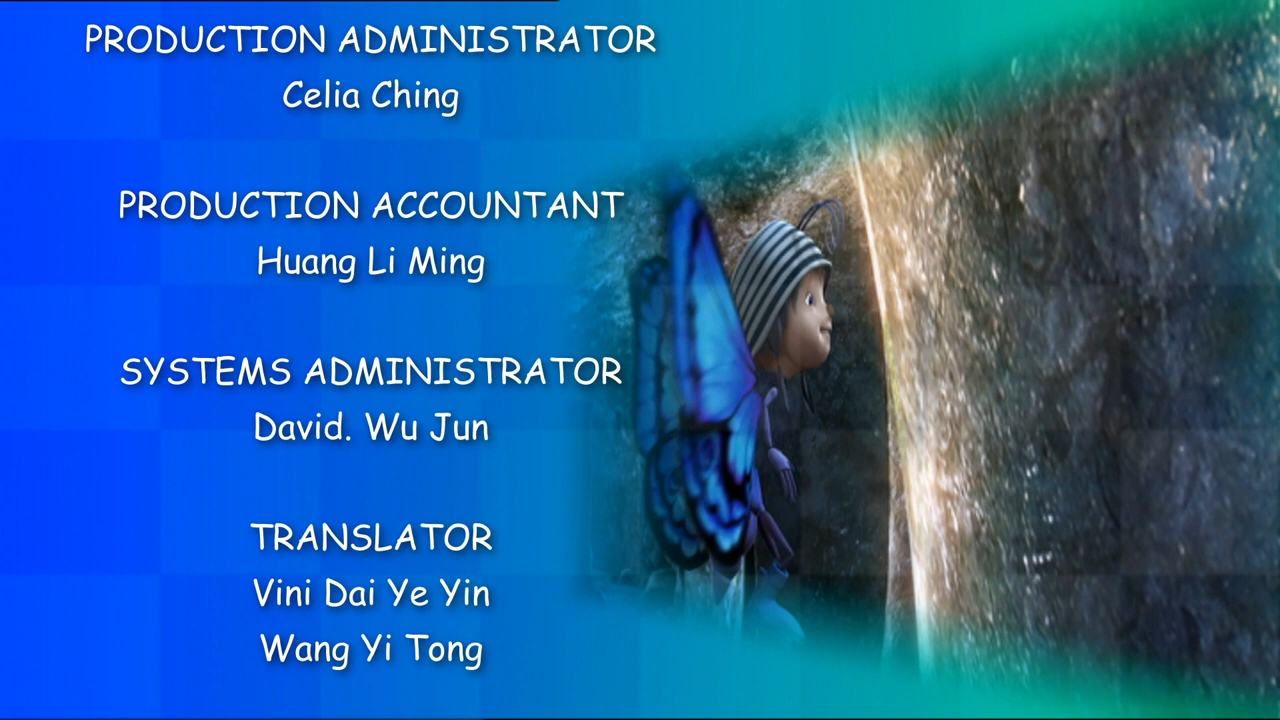 PRODUCTION ADMINISTRATOR
Celia Ching
PRODUCTION ACCOUNTANT
Huang Li Ming
SYSTEMS ADMINISTRATOR
David. Wu Jun
TRANSLATOR
Vini Dai Ye Yin
Wang Yi Tong